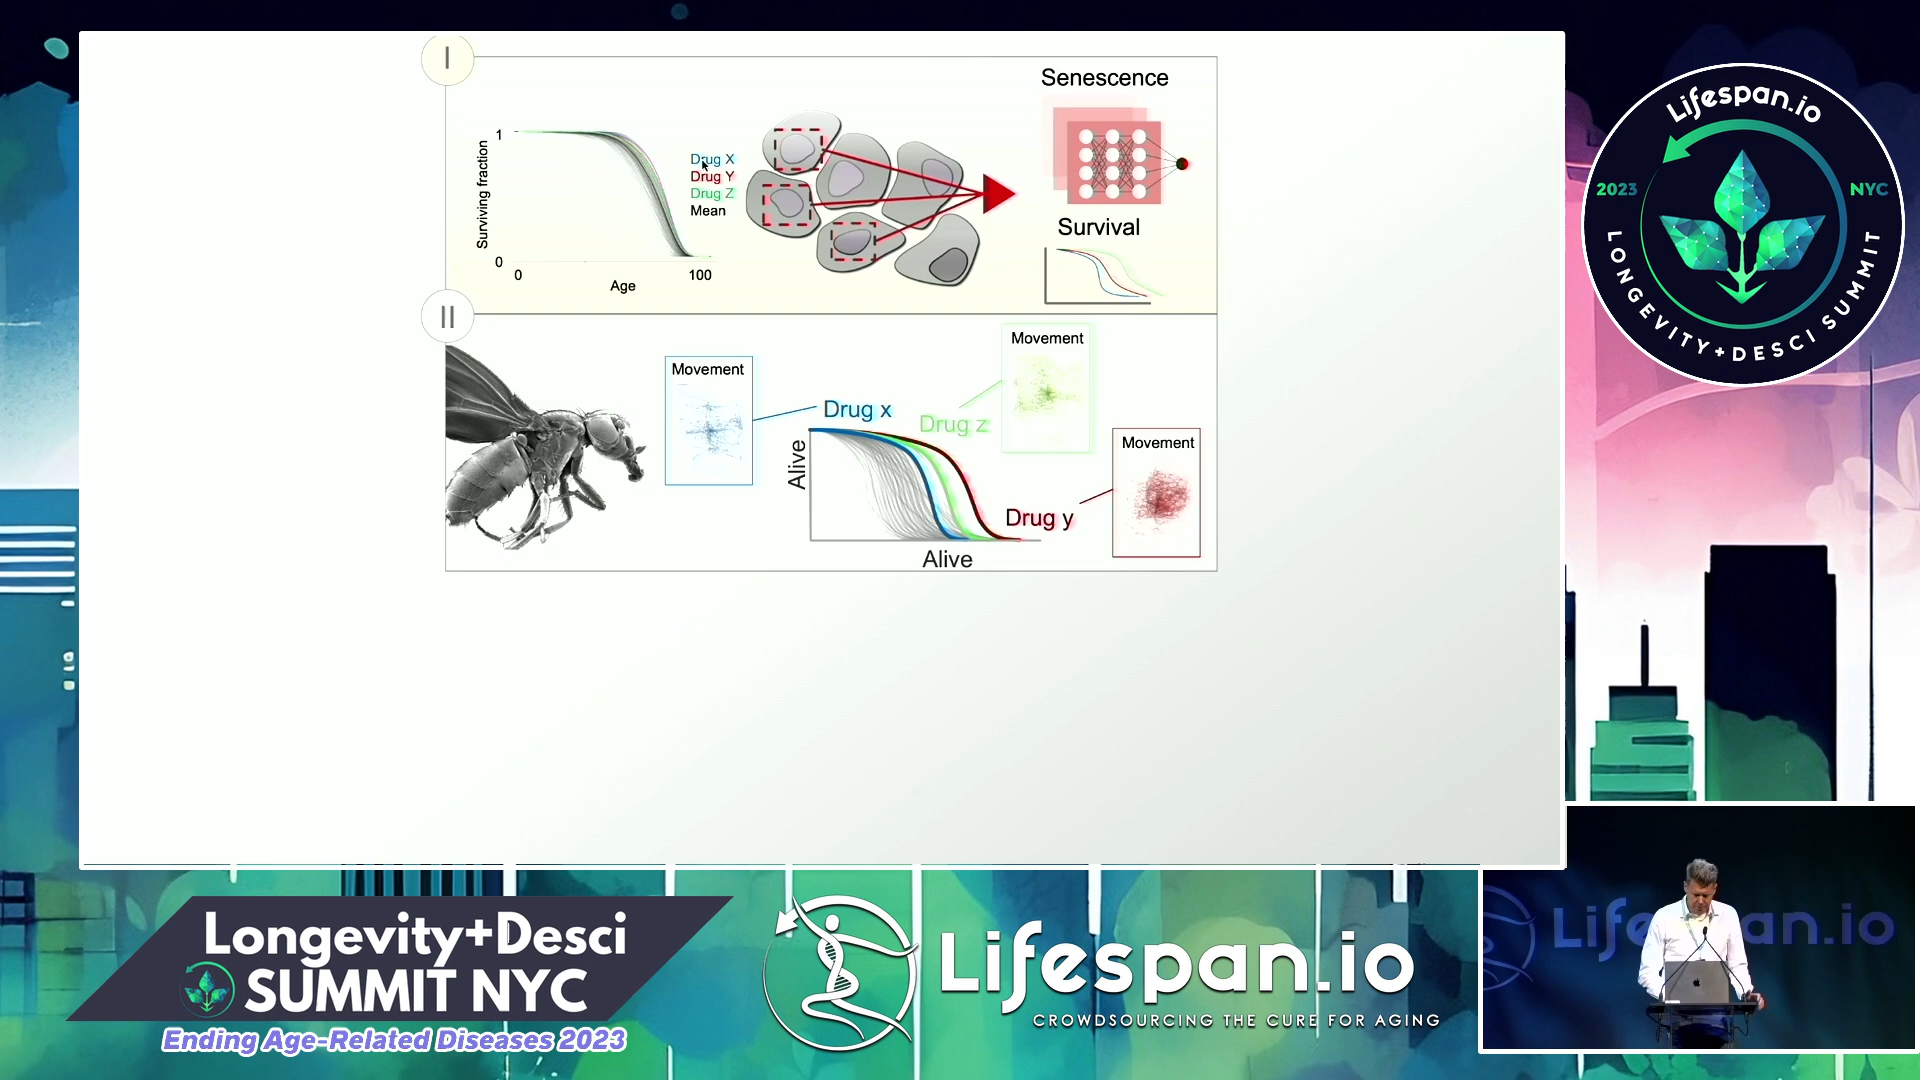 I
Senescence
1
Surviving fraction
Drug X
Drug Y
Drug Z
Mean
0
0
100
Age
Survival
II
Movement
Movement
Drug x
Drug z
Movement
Alive
Drug y
Alive
Lifespan.io
2023
NYC
LONGEVITY+DESCI SUMMIT
Longevity+Desci
SUMMIT NYC
Ending Age-Related Diseases 2023
Lifespan.io
CROWDSOURCING THE CURE FOR AGING
Lifespan.io